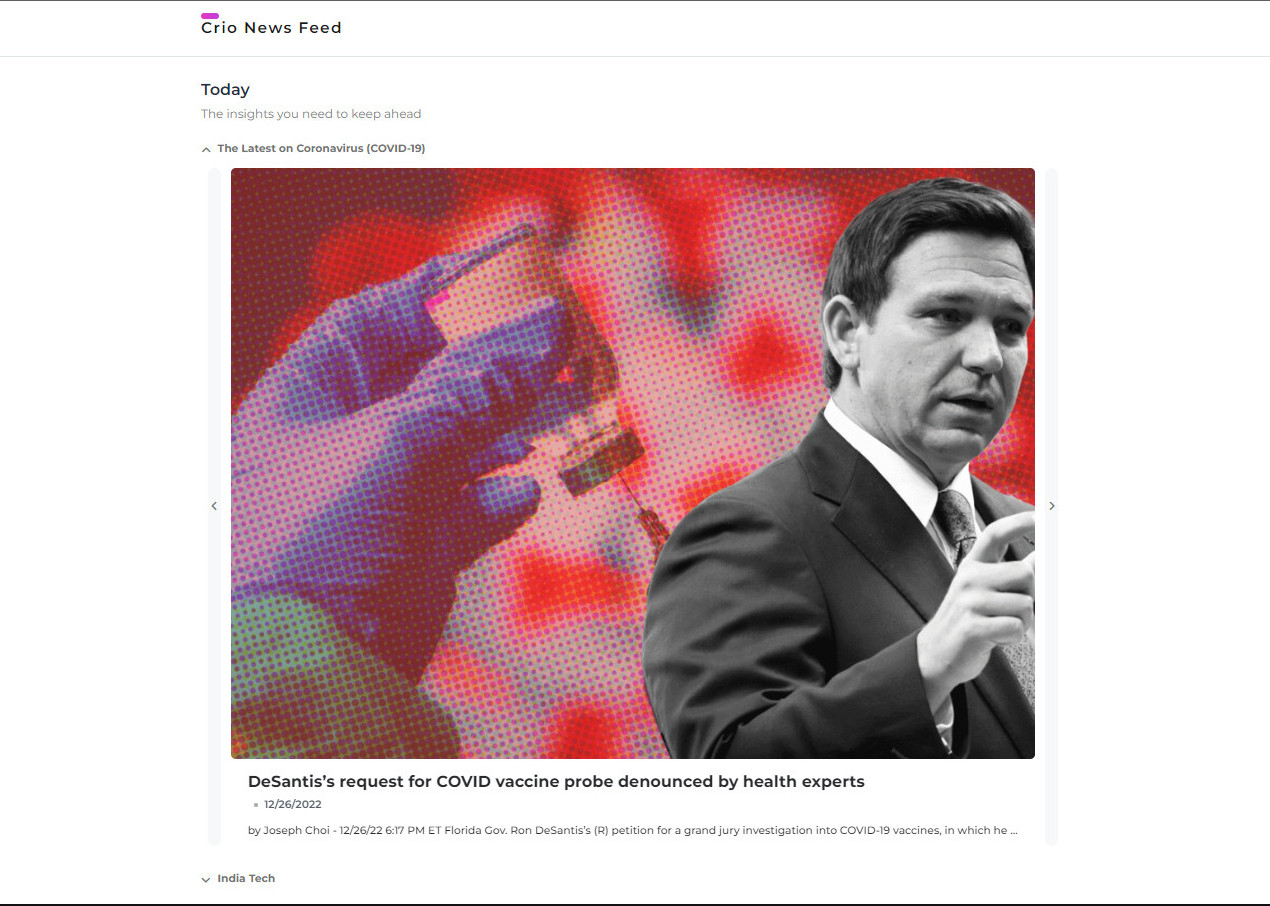 Crio News Feed
Today
The insights you need to keep ahead
The Latest on Coronavirus (COVID-19)
DeSantis’s request for COVID vaccine probe denounced by health experts
12/26/2022
by Joseph Choi - 12/26/22 6:17 PM ET Florida Gov. Ron DeSantis’s (R) petition for a grand jury investigation into COVID-19 vaccines, in which he ...
India Tech